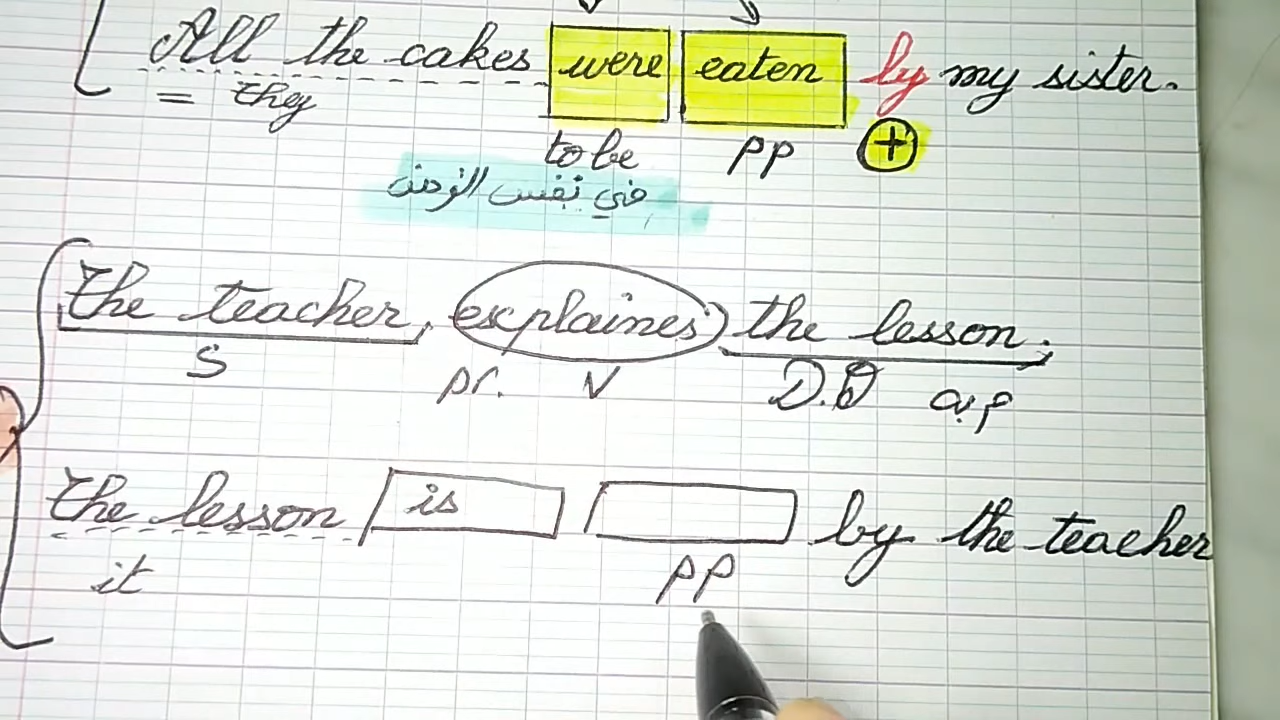 All the cakes were eaten by my sister.
= they to be pp +
في نفس الزمن
The teacher explaines the lesson.
S pr. V D.O م به
The lesson is by the teacher
it pp